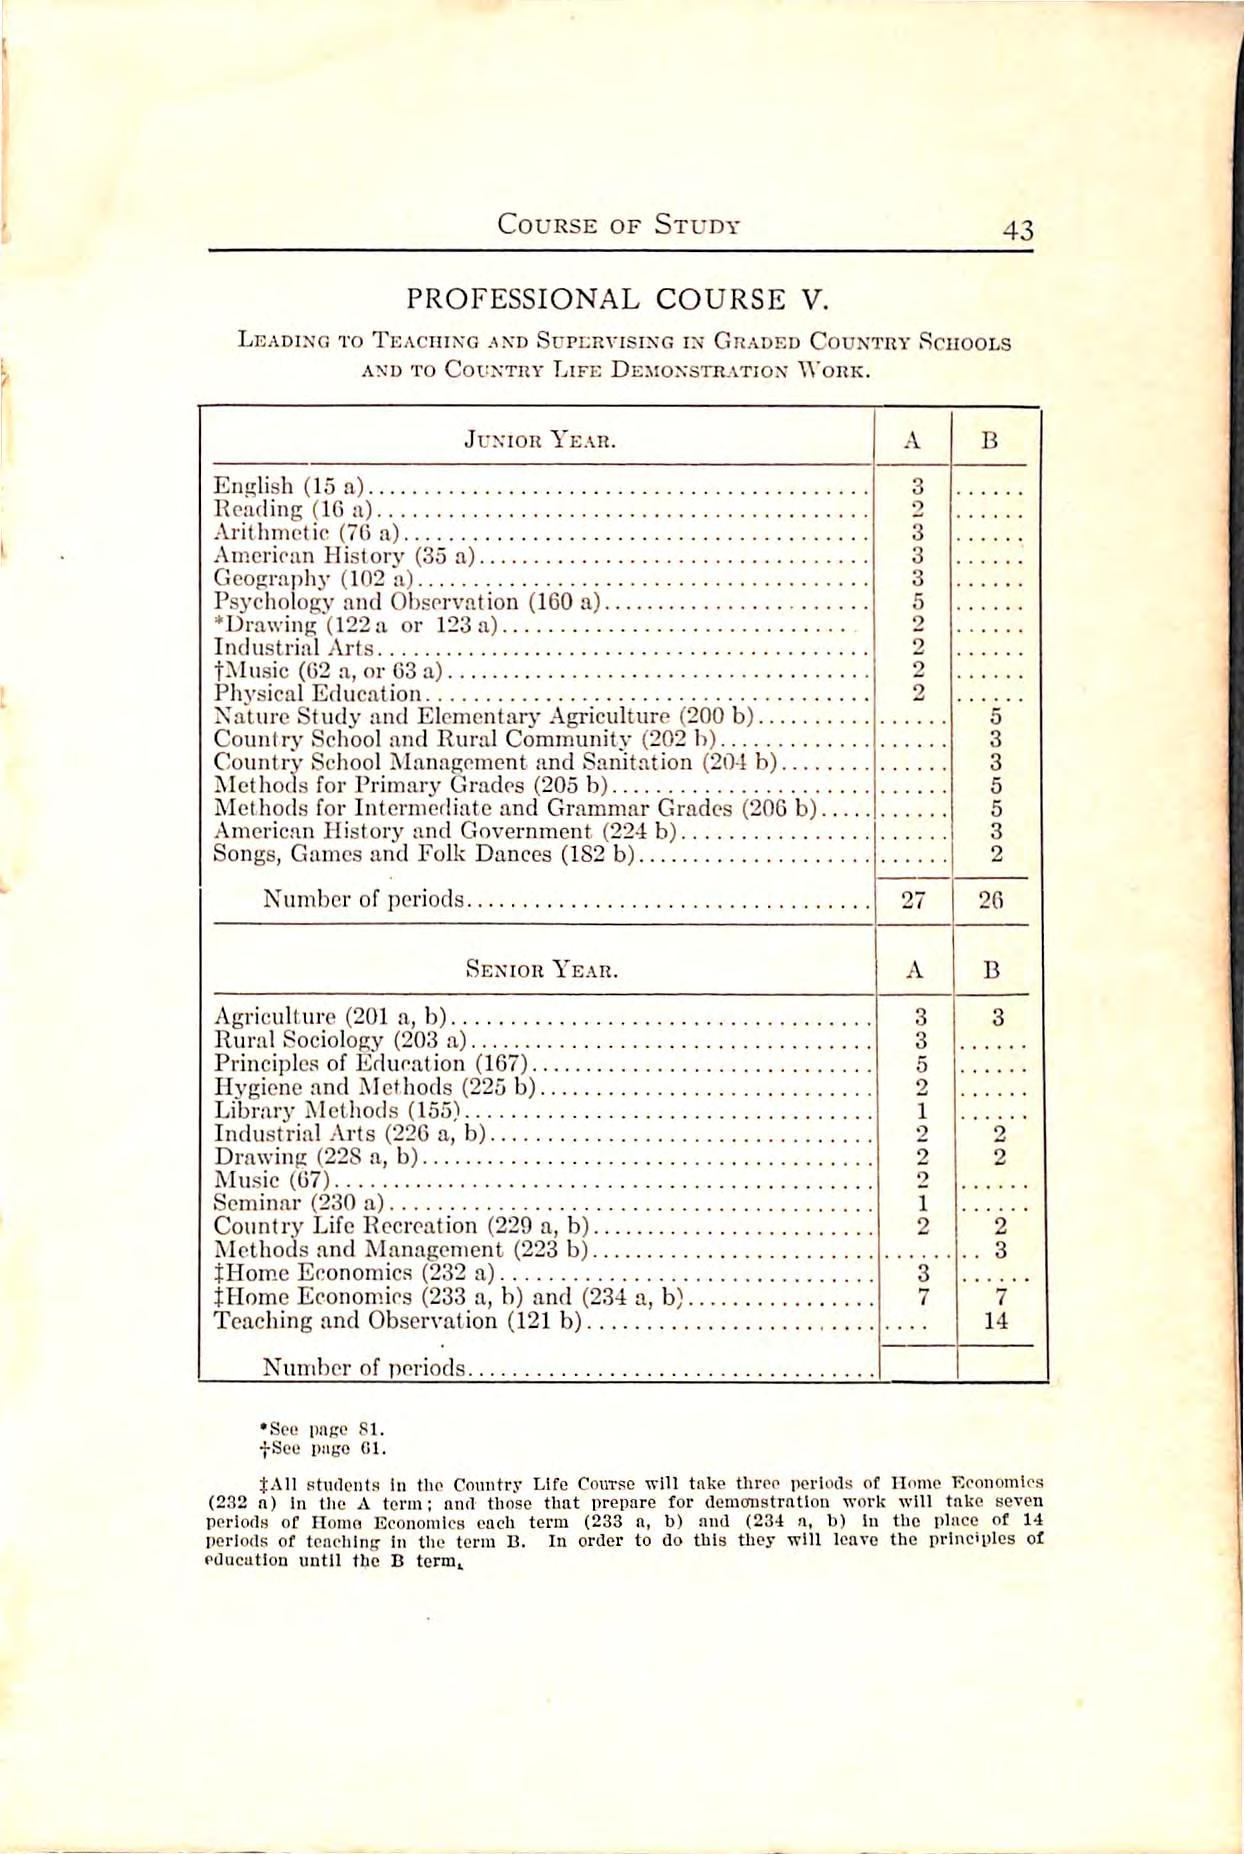 COURSE OF STUDY 43
PROFESSIONAL COURSE V.
LEADING TO TEACHING AND SUPERVISING IN GRADED COUNTRY SCHOOLS
AND TO COUNTRY LIFE DEMONSTRATION WORK.
JUNIOR YEAR. A B
English (15 a) 3 ......
Reading (16 a) 2 ......
Arithmetic (76 a) 3 ......
American History (35 a) 3 ......
Geography (102 a) 3 ......
Psychology and Observation (160 a) 5 ......
*Drawing (122 a or 123 a) 2 ......
Industrial Arts 2 ......
†Music (62 a, or 63 a) 2 ......
Physical Education 2 ......
Nature Study and Elementary Agriculture (200 b) ...... 5
Country School and Rural Community (202 b) ...... 3
Country School Management and Sanitation (204 b) ...... 3
Methods for Primary Grades (205 b) ...... 5
Methods for Intermediate and Grammar Grades (206 b) ...... 5
American History and Government (224 b) ...... 3
Songs, Games and Folk Dances (182 b) ...... 2
Number of periods 27 26
SENIOR YEAR. A B
Agriculture (201 a, b) 3 3
Rural Sociology (203 a) 3 ......
Principles of Education (167) 5 ......
Hygiene and Methods (225 b) 2 ......
Library Methods (155) 1 ......
Industrial Arts (226 a, b) 2 2
Drawing (228 a, b) 2 2
Music (67) 2 ......
Seminar (230 a) 1 ......
Country Life Recreation (229 a, b) 2 2
Methods and Management (223 b) ...... 3
‡Home Economics (232 a) 3 ......
‡Home Economics (233 a, b) and (234 a, b) 7 7
Teaching and Observation (121 b) .... 14
Number of periods
*See page 81.
†See page 61.
‡All students in the Country Life Course will take three periods of Home Economics
(232 a) in the A term; and those that prepare for demonstration work will take seven
periods of Home Economics each term (233 a, b) and (234 a, b) in the place of 14
periods of teaching in the term B. In order to do this they will leave the principles of
education until the B term.